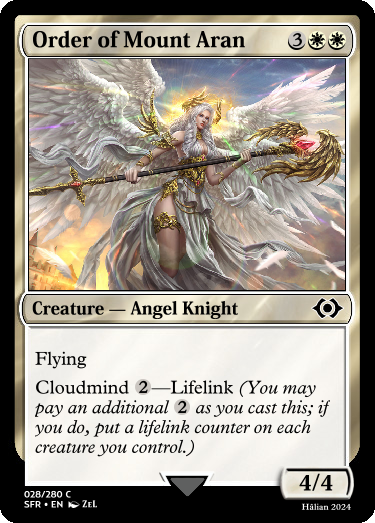 Order of Mount Aran 3
Creature — Angel Knight
Flying
Cloudmind 2—Lifelink (You may
pay an additional 2 as you cast this; if
you do, put a lifelink counter on each
creature you control.)
4/4
028/280 C
SFR • EN ZEL
Hâlian 2024